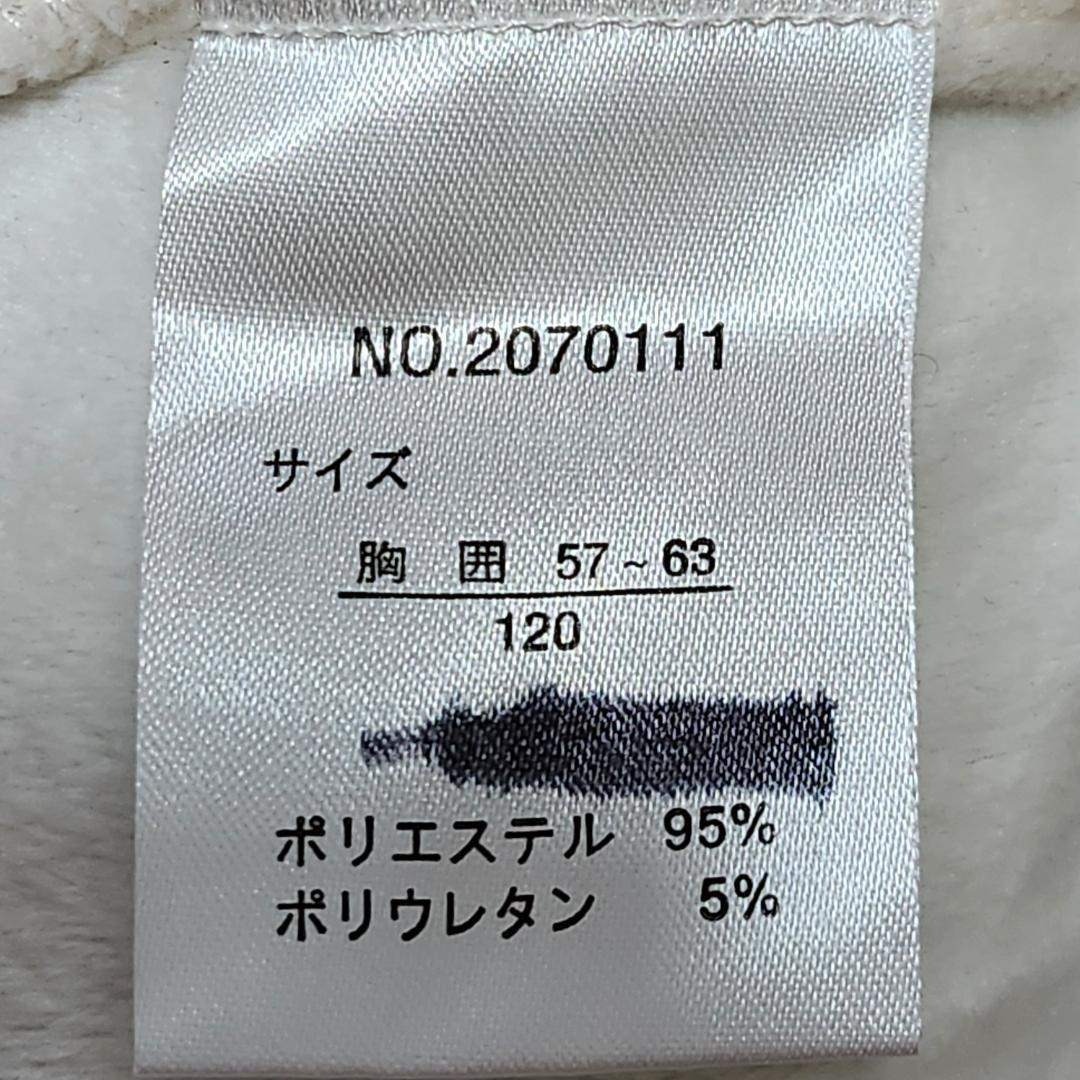 NO.2070111
サイズ
胸 囲 57~63
120
ポリエステル 95%
ポリウレタン 5%